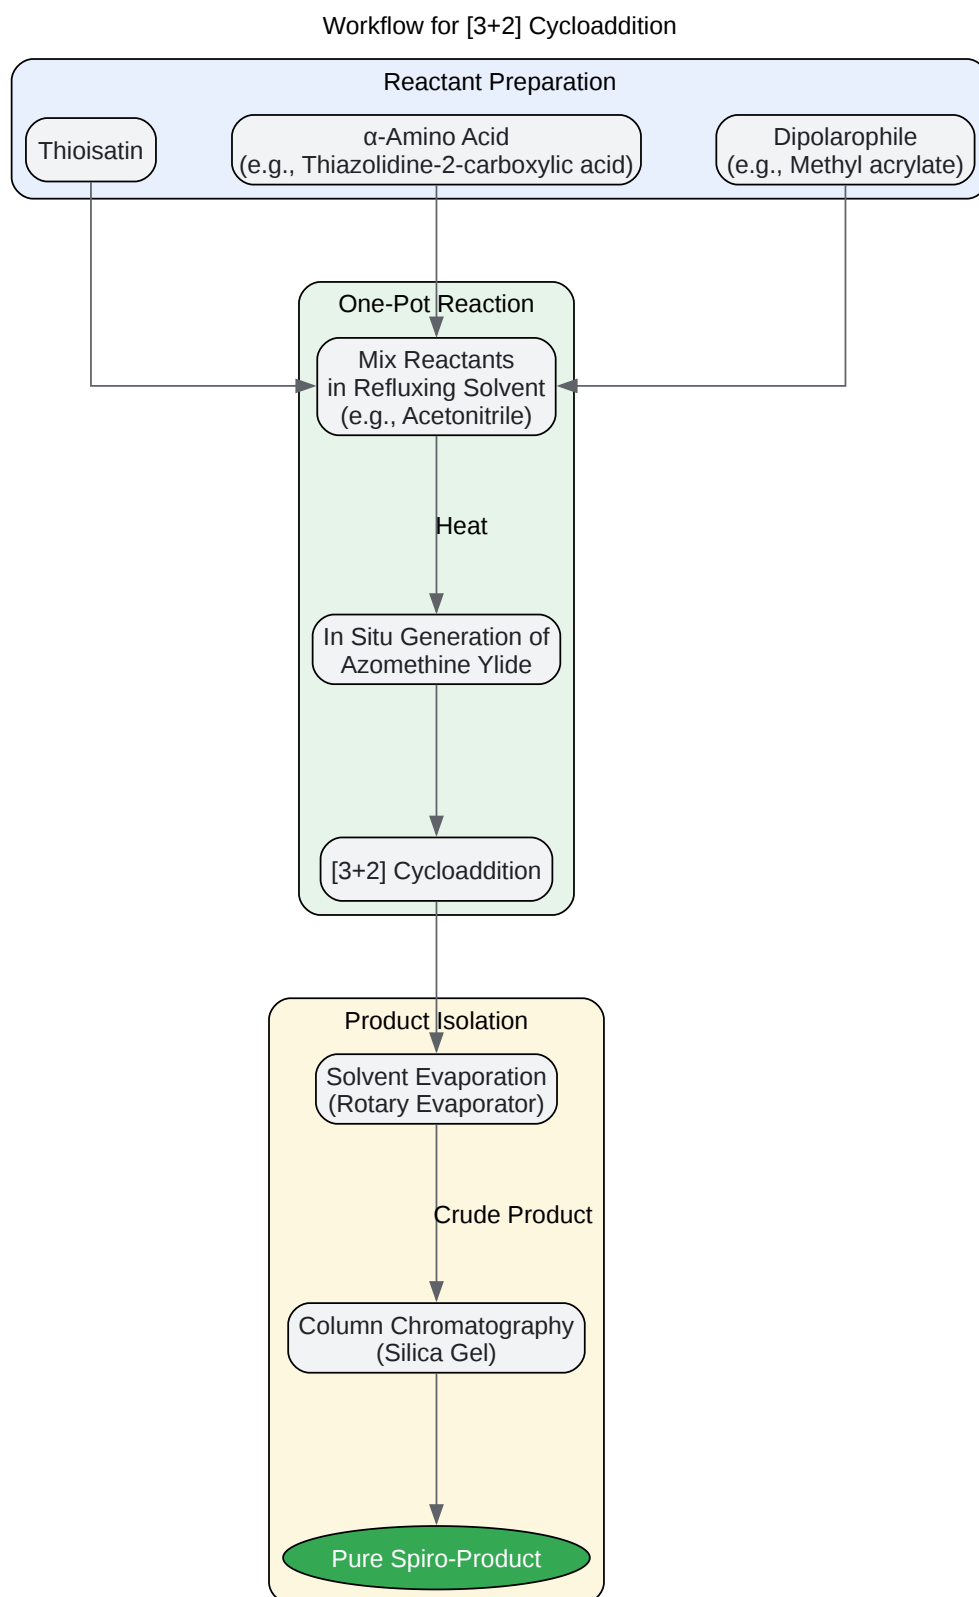 Workflow for [3+2] Cycloaddition
Reactant Preparation
Thioisatin
α-Amino Acid
(e.g., Thiazolidine-2-carboxylic acid)
Dipolarophile
(e.g., Methyl acrylate)
One-Pot Reaction
Mix Reactants
in Refluxing Solvent
(e.g., Acetonitrile)
Heat
In Situ Generation of
Azomethine Ylide
[3+2] Cycloaddition
Product Isolation
Solvent Evaporation
(Rotary Evaporator)
Crude Product
Column Chromatography
(Silica Gel)
Pure Spiro-Product